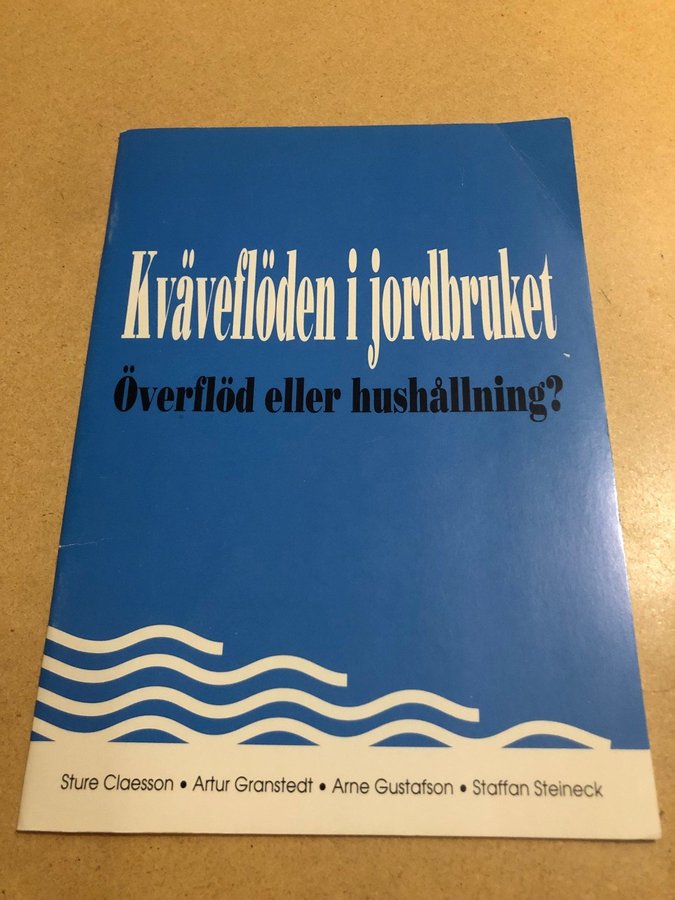 Kväveflöden i jordbruket
Överflöd eller hushållning?
Sture Claesson • Artur Granstedt • Arne Gustafson • Staffan Steineck